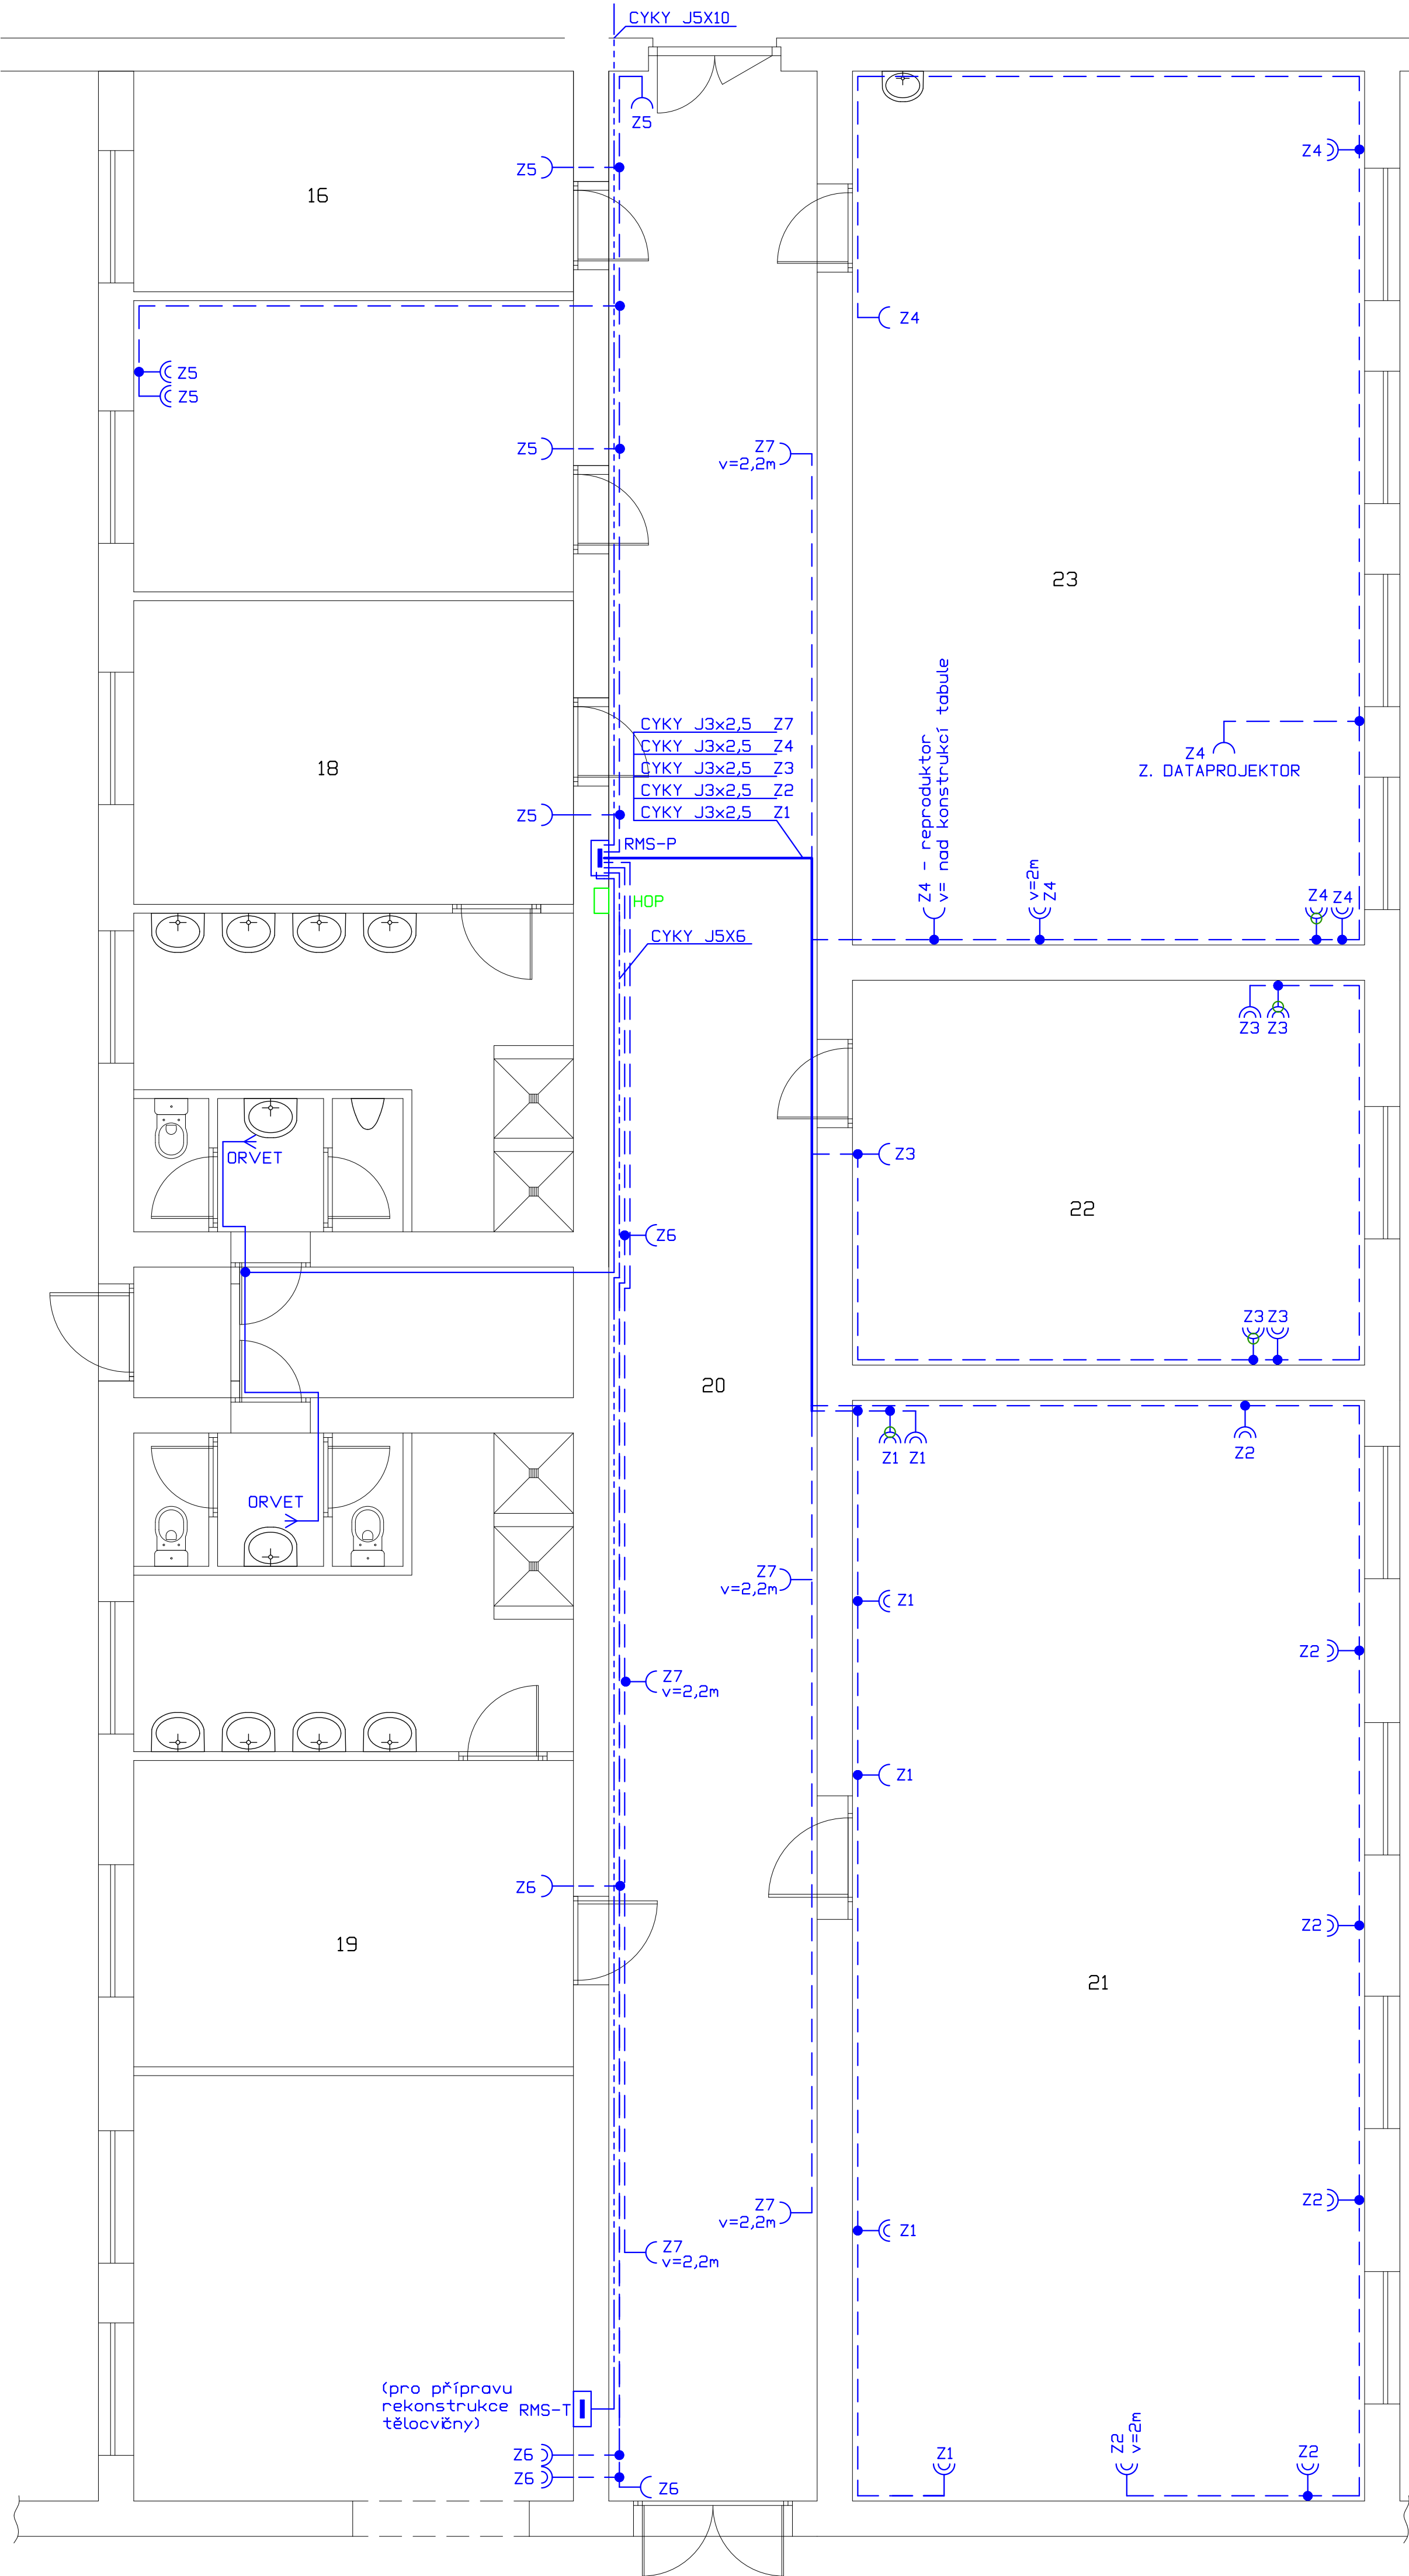 CYKY J5X10
Z5
Z5
16
Z4
Z4
Z5
Z5
Z5
Z7
v=2,2m
23
Z4 - reproduktor
v= nad konstrukcí tabule
CYKY J3x2,5 Z7
CYKY J3x2,5 Z4
CYKY J3x2,5 Z3
CYKY J3x2,5 Z2
CYKY J3x2,5 Z1
Z4
Z. DATAPROJEKTOR
18
Z5
RMS-P
HOP
v=2m
Z4
Z4
Z4
CYKY J5X6
Z3
Z3
ORVET
Z3
22
Z6
Z3
Z3
20
Z1
Z1
Z2
ORVET
Z7
v=2,2m
Z1
Z2
Z7
v=2,2m
Z1
Z6
Z2
19
21
Z7
v=2,2m
Z2
Z1
Z7
v=2,2m
(pro přípravu
rekonstrukce
tělocvičny)
RMS-T
Z6
Z6
Z6
Z1
Z2
v=2m
Z2